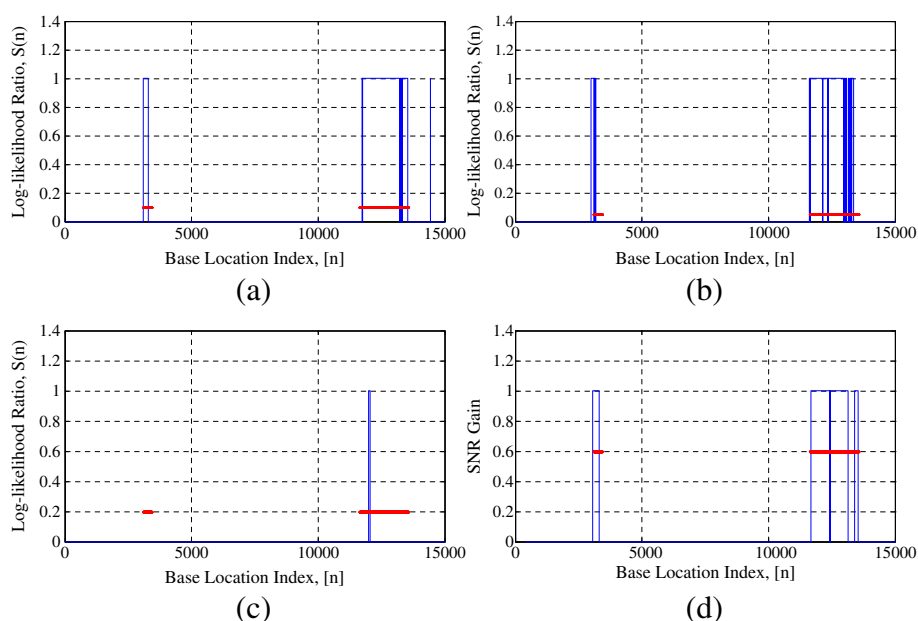 Log-likelihood Ratio, S(n)
1.4
1.2
1
0.8
0.6
0.4
0.2
0
0 5000 10000 15000
Base Location Index, [n]
(a)
Log-likelihood Ratio, S(n)
1.4
1.2
1
0.8
0.6
0.4
0.2
0
0 5000 10000 15000
Base Location Index, [n]
(b)
Log-likelihood Ratio, S(n)
1.4
1.2
1
0.8
0.6
0.4
0.2
0
0 5000 10000 15000
Base Location Index, [n]
(c)
SNR Gain
1.4
1.2
1
0.8
0.6
0.4
0.2
0
0 5000 10000 15000
Base Location Index, [n]
(d)